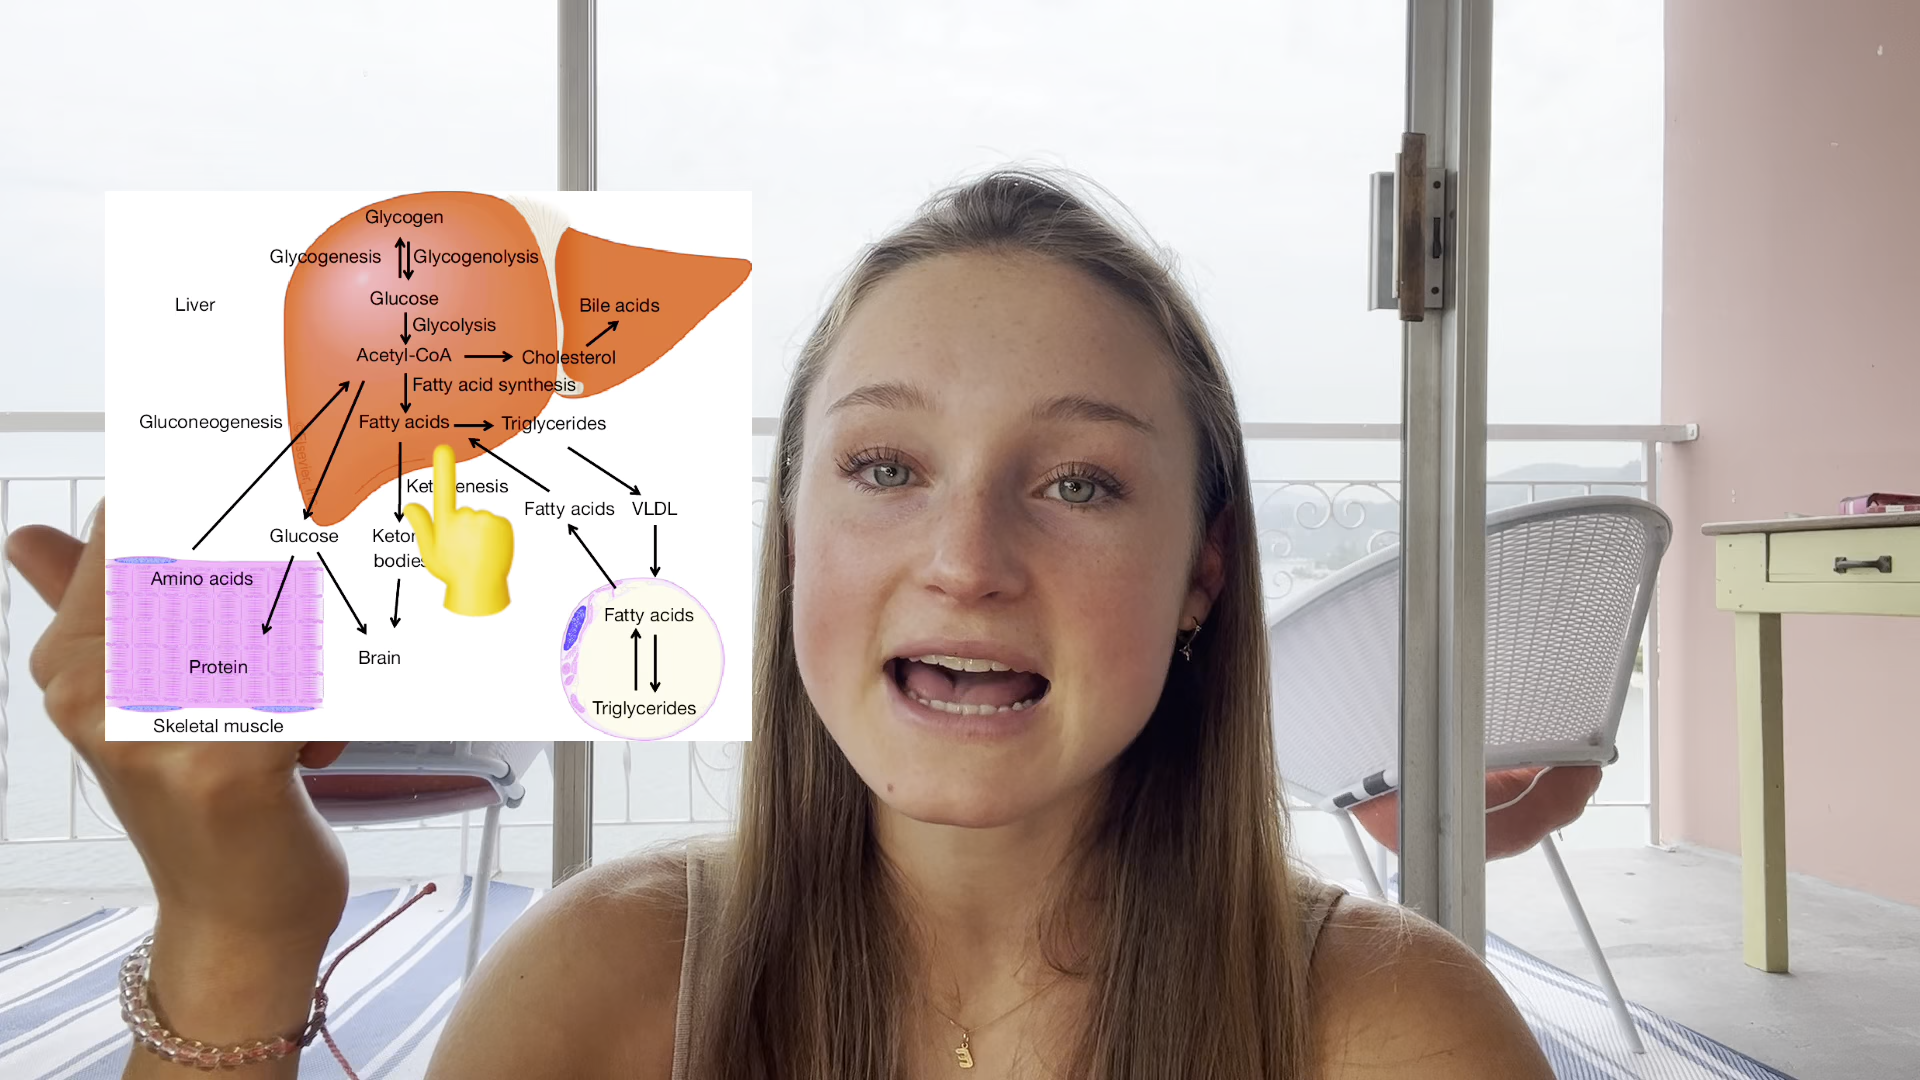 Glycogen
Glycogenesis
Glycogenolysis
Liver
Glucose
Bile acids
Glycolysis
Acetyl-CoA
Cholesterol
Fatty acid synthesis
Gluconeogenesis
Fatty acids
Triglycerides
Fatty acids
VLDL
Glucose
Amino acids
Fatty acids
Brain
Protein
Triglycerides
Skeletal muscle